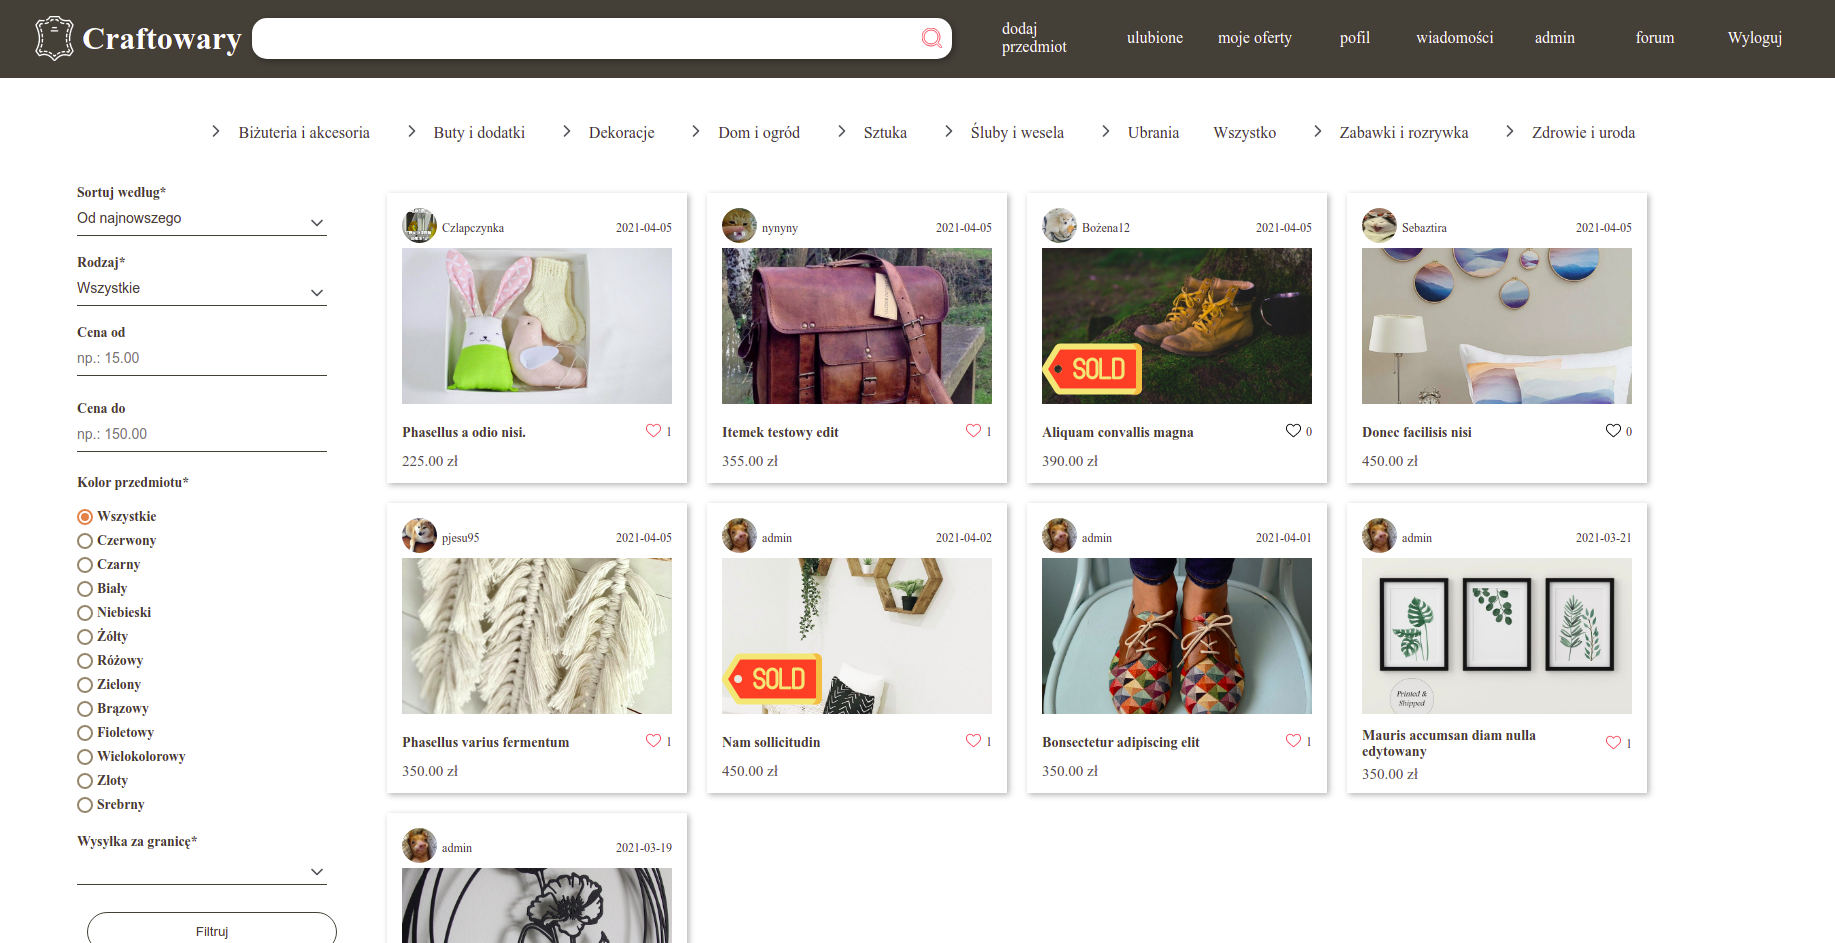 Craftowary
dodaj
przedmiot
ulubione
moje oferty
pofil
wiadomości
admin
forum
Wyloguj
Biżuteria i akcesoria
Buty i dodatki
Dekoracje
Dom i ogród
Sztuka
Śluby i wesela
Ubrania
Wszystko
Zabawki i rozrywka
Zdrowie i uroda
Sortuj według*
Od najnowszego
Rodzaj*
Wszystkie
Cena od
np.: 15.00
Cena do
np.: 150.00
Kolor przedmiotu*
Wszystkie
Czerwony
Czarny
Biały
Niebieski
Żółty
Różowy
Zielony
Brązowy
Fioletowy
Wielokolorowy
Złoty
Srebrny
Wysyłka za granicę*
Filtruj
Czlapczynka 2021-04-05
Phasellus a odio nisi. 1
225.00 zł
nynyny 2021-04-05
Itemek testowy edit 1
355.00 zł
Bożena12 2021-04-05
SOLD
Aliquam convallis magna 0
390.00 zł
Sebaztira 2021-04-05
Donec facilisis nisi 0
450.00 zł
pjesu95 2021-04-05
Phasellus varius fermentum 1
350.00 zł
admin 2021-04-02
SOLD
Nam sollicitudin 1
450.00 zł
admin 2021-04-01
Bonsectetur adipiscing elit 1
350.00 zł
admin 2021-03-21
Printed &
Shipped
Mauris accumsan diam nulla
edytowany 1
350.00 zł
admin 2021-03-19